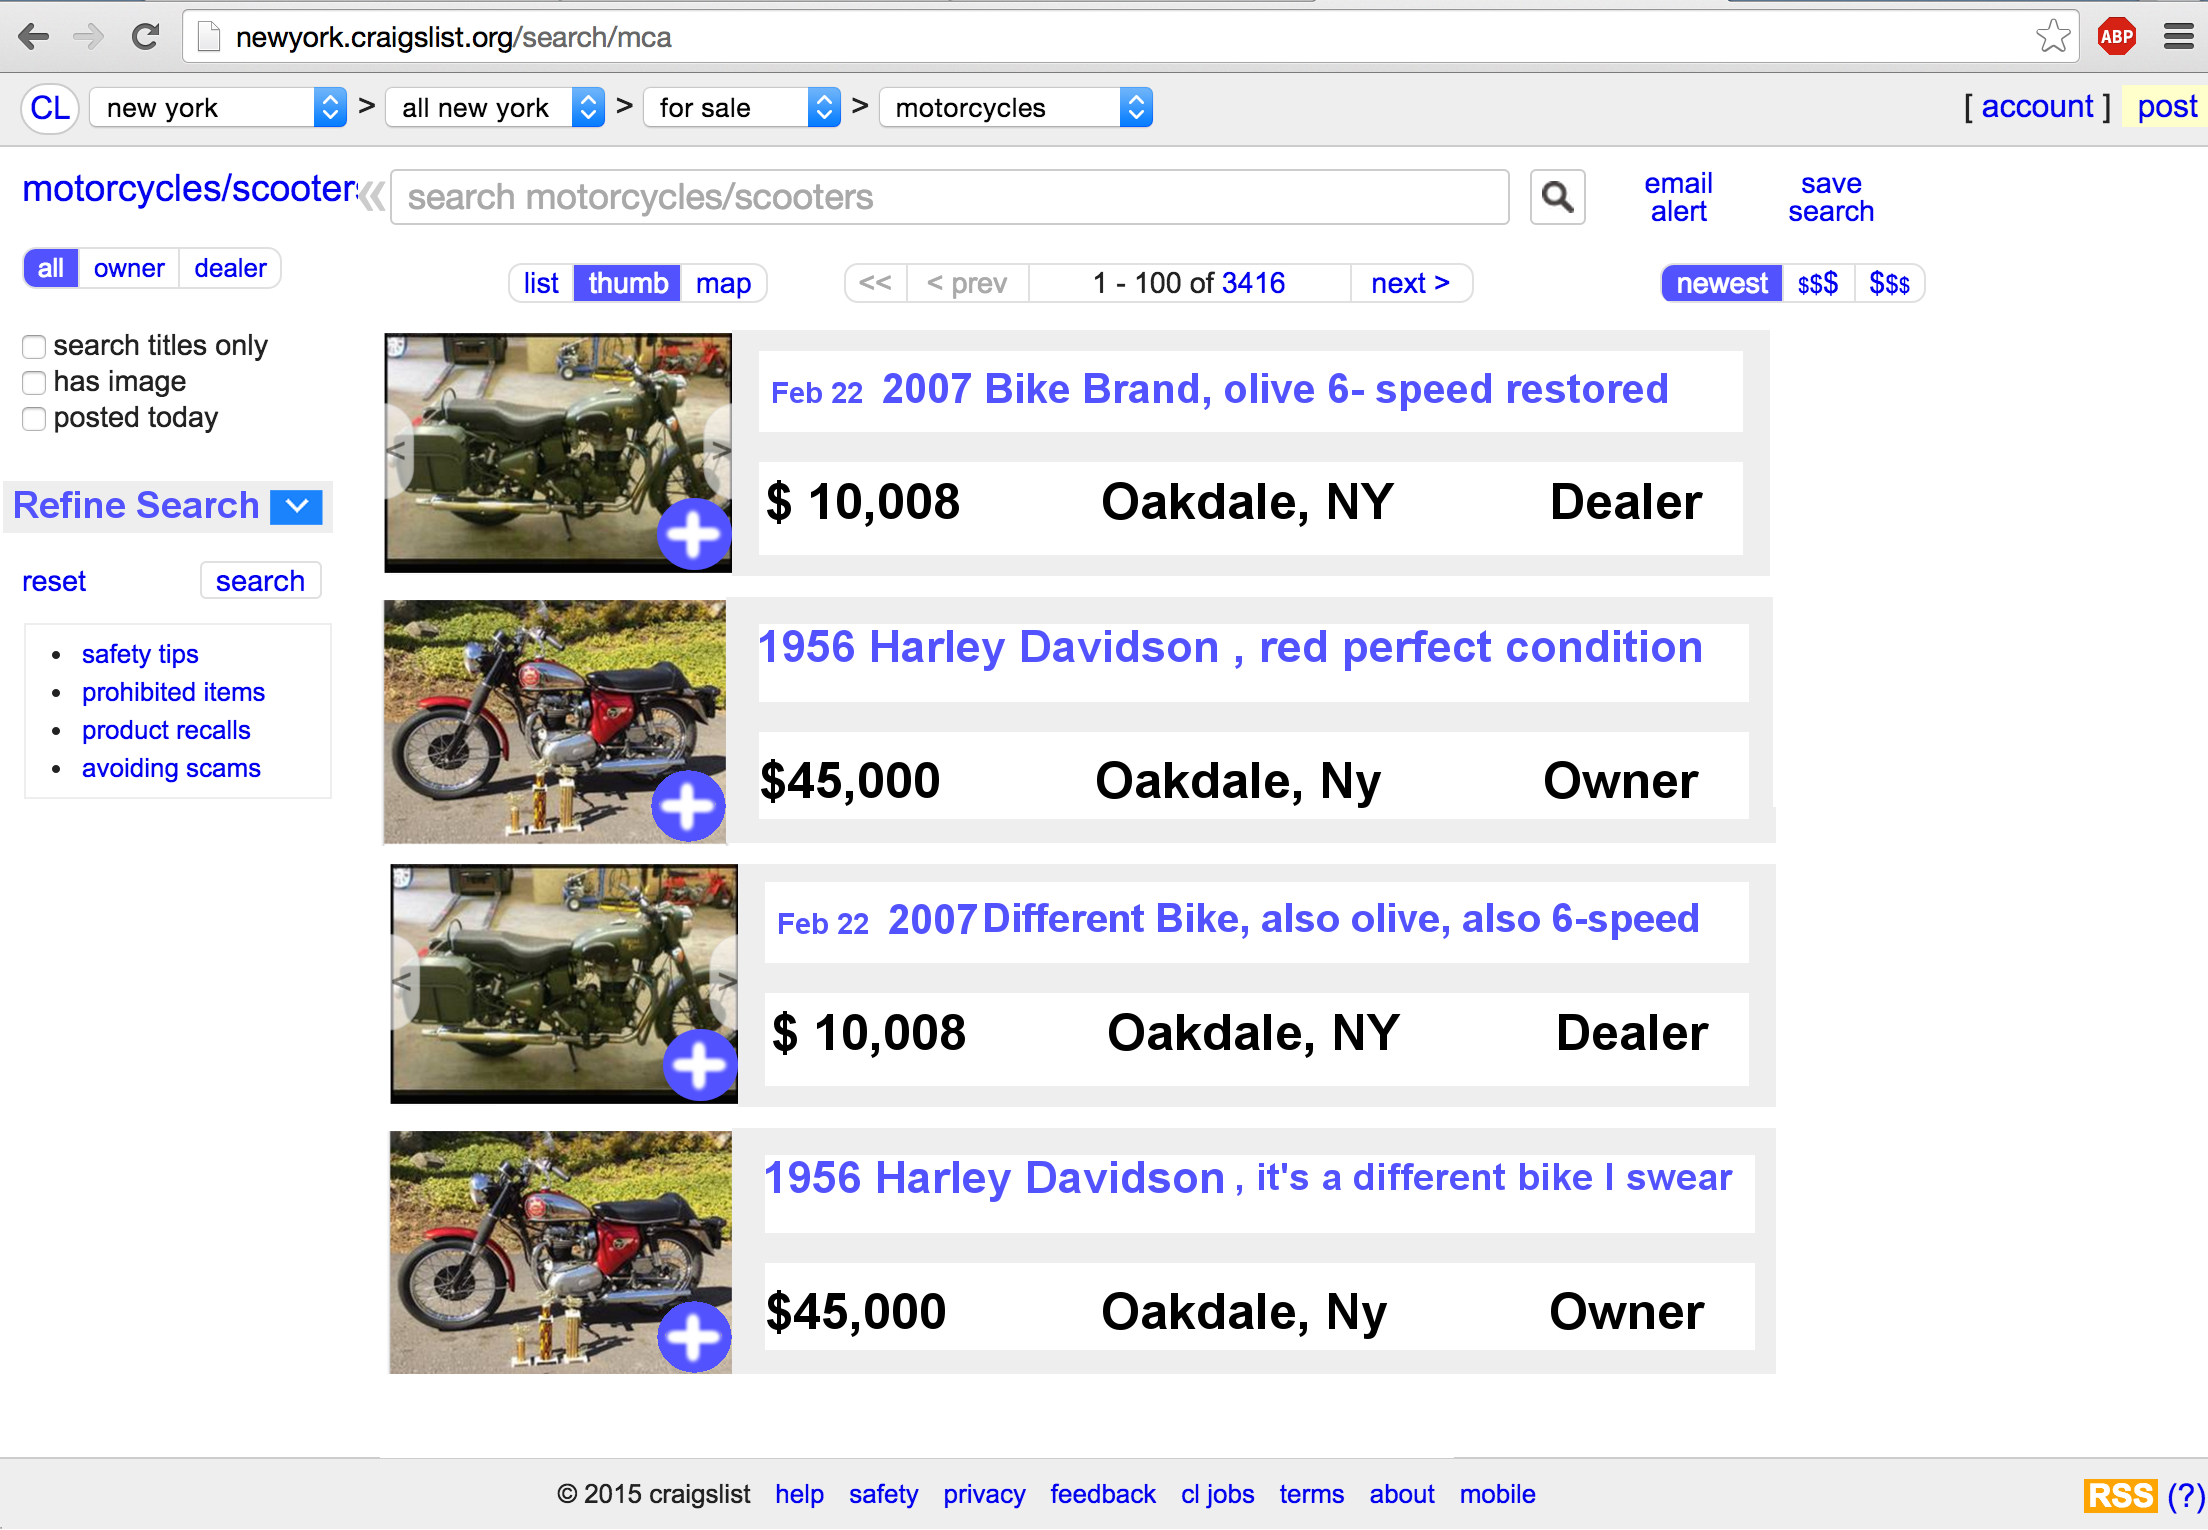 newyork.craigslist.org/search/mca
ABP
CL new york > all new york > for sale > motorcycles [ account ] post
motorcycles/scooters « search motorcycles/scooters email alert save search
all owner dealer
list thumb map << < prev 1 - 100 of 3416 next > newest $$$ $$$
search titles only
has image
posted today
Refine Search
reset search
• safety tips
• prohibited items
• product recalls
• avoiding scams
< >
Feb 22 2007 Bike Brand, olive 6- speed restored
$ 10,008 Oakdale, NY Dealer
1956 Harley Davidson , red perfect condition
$45,000 Oakdale, Ny Owner
< >
Feb 22 2007 Different Bike, also olive, also 6-speed
$ 10,008 Oakdale, NY Dealer
1956 Harley Davidson , it's a different bike I swear
$45,000 Oakdale, Ny Owner
© 2015 craigslist help safety privacy feedback cl jobs terms about mobile
RSS (?)